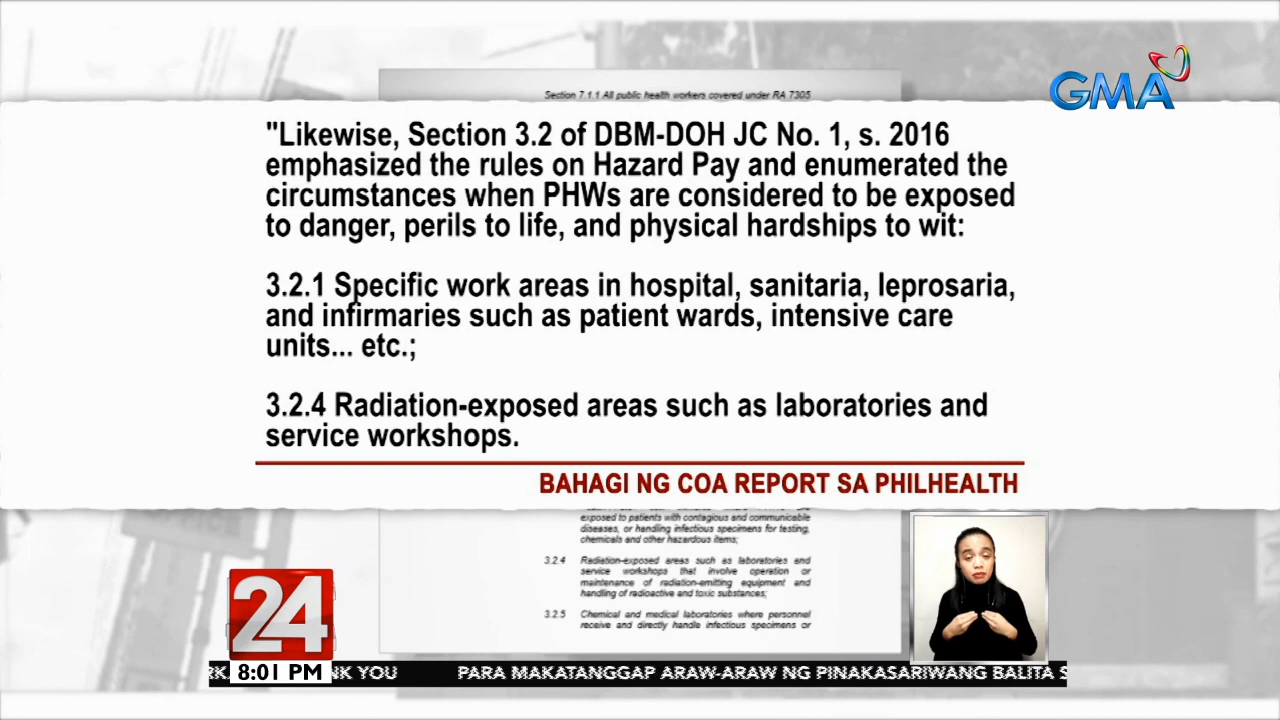 GMA
Section 7.1.1 All public health workers covered under RA 7305
"Likewise, Section 3.2 of DBM-DOH JC No. 1, s. 2016
emphasized the rules on Hazard Pay and enumerated the
circumstances when PHWs are considered to be exposed
to danger, perils to life, and physical hardships to wit:
3.2.1 Specific work areas in hospital, sanitaria, leprosaria,
and infirmaries such as patient wards, intensive care
units... etc.;
3.2.4 Radiation-exposed areas such as laboratories and
service workshops.
BAHAGI NG COA REPORT SA PHILHEALTH
exposed to patients with contagious and communicable
diseases, or handling infectious specimens for testing,
chemicals and other hazardous items;
3.2.4 Radiation-exposed areas such as laboratories and
service workshops that involve operation or
maintenance of radiation-emitting equipment and
handling of radioactive and toxic substances;
3.2.5 Chemical and medical laboratories where personnel
receive and directly handle infectious specimens or
24
8:01 PM
NK YOU PARA MAKATANGGAP ARAW-ARAW NG PINAKASARIWANG BALITA S